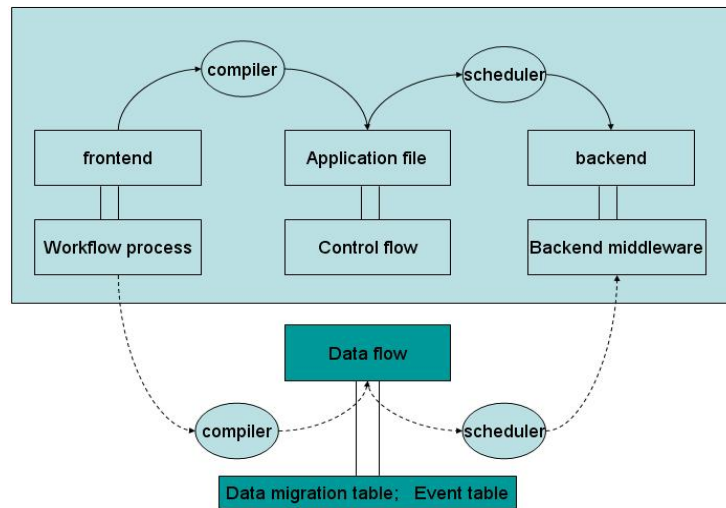 compiler
scheduler
frontend
Application file
backend
Workflow process
Control flow
Backend middleware
Data flow
compiler
scheduler
Data migration table; Event table